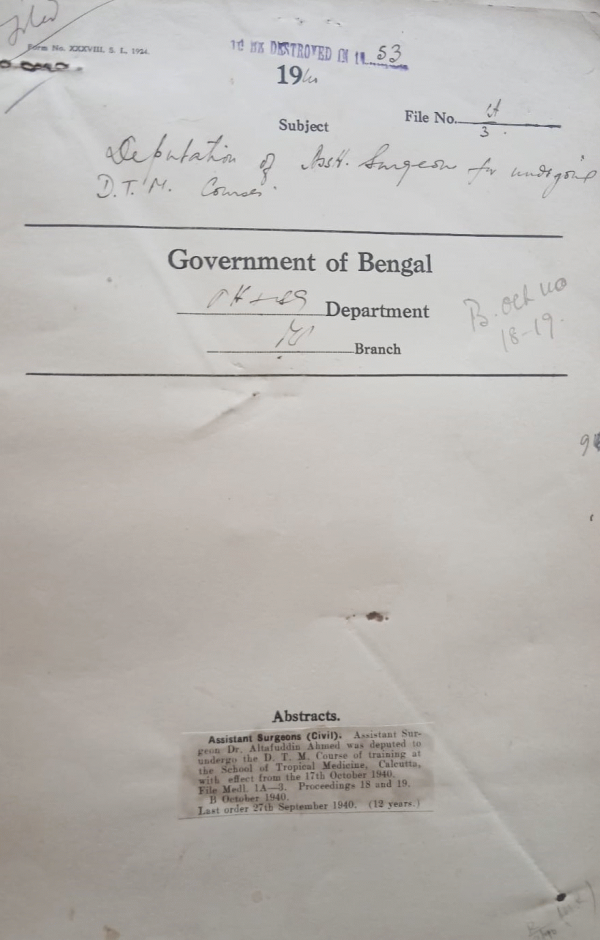 Filed
Form No. XXXVIII, S. L., 1924.
TO BE DESTROYED IN 19 53
1940
Subject
File No.
3.
Deputation of Asst. Surgeon for undergoing
D.T.M. Course.
Government of Bengal
Department
B. Oct 40
18-19.
Branch
Abstracts.
Assistant Surgeons (Civil). Assistant Sur-
geon Dr. Altafuddin Ahmed was deputed to
undergo the D. T. M. Course of training at
the School of Tropical Medicine, Calcutta,
with effect from the 17th October 1940.
File Medl. 1A—3. Proceedings 18 and 19.
B October 1940.
Last order 27th September 1940. (12 years.)